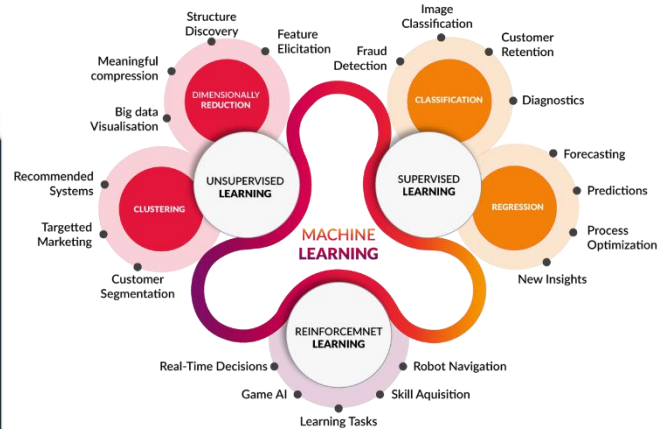 Structure
Discovery
Feature
Elicitation
Meaningful
compression
Big data
Visualisation
DIMENSIONALLY
REDUCTION
UNSUPERVISED
LEARNING
Recommended
Systems
Targetted
Marketing
Customer
Segmentation
CLUSTERING
Image
Classification
Fraud
Detection
Customer
Retention
Diagnostics
CLASSIFICATION
SUPERVISED
LEARNING
Forecasting
Predictions
Process
Optimization
New Insights
REGRESSION
MACHINE
LEARNING
REINFORCEMNET
LEARNING
Real-Time Decisions
Game AI
Learning Tasks
Skill Aquisition
Robot Navigation